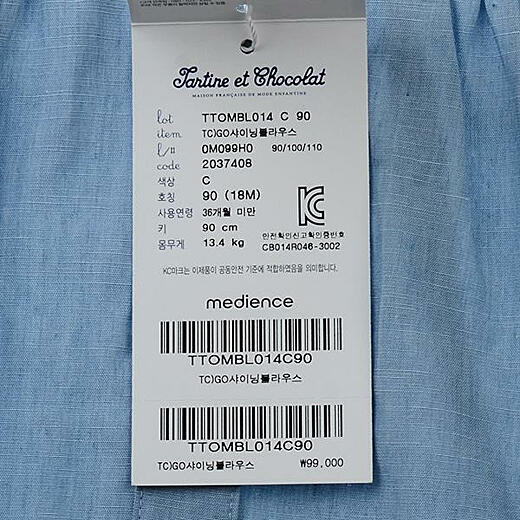 Tartine et Chocolat
MAISON FRANÇAISE DE MODE ENFANTINE
lot TTOMBL014 C 90
item TC)GO샤이닝블라우스
l/# 0M099H0 90/100/110
code 2037408
색상 C
호칭 90 (18M)
사용연령 36개월 미만
키 90 cm
몸무게 13.4 kg
안전확인신고확인증번호
CB014R046-3002
KC마크는 이제품이 공통안전 기준에 적합하였음을 의미합니다.
medience
TTOMBL014C90
TC)GO샤이닝블라우스
TTOMBL014C90
TC)GO샤이닝블라우스 ₩99,000